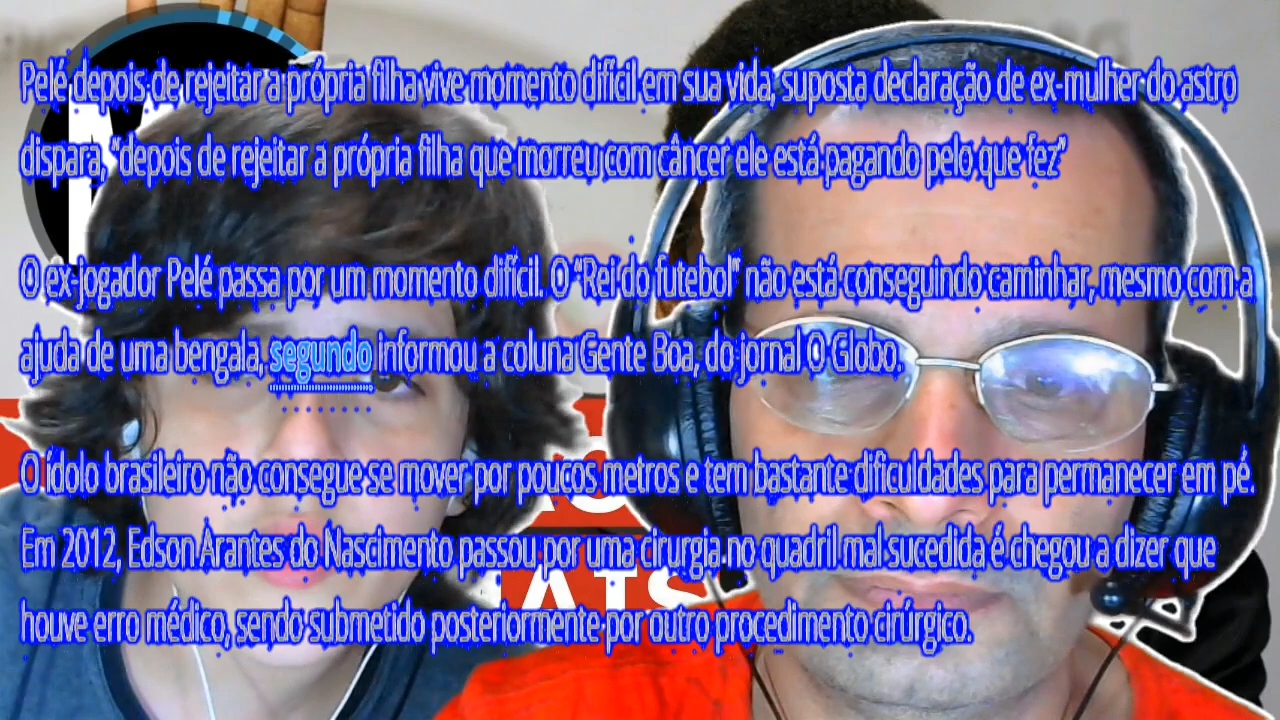 Pelé depois de rejeitar a própria filha vive momento difícil em sua vida, suposta declaração de ex-mulher do astro
dispara, "depois de rejeitar a própria filha que morreu com câncer ele está pagando pelo que fez"
O ex-jogador Pelé passa por um momento difícil. O "Rei do futebol" não está conseguindo caminhar, mesmo com a
ajuda de uma bengala, segundo informou a coluna Gente Boa, do jornal O Globo.
O ídolo brasileiro não consegue se mover por poucos metros e tem bastante dificuldades para permanecer em pé.
Em 2012, Edson Arantes do Nascimento passou por uma cirurgia no quadril mal sucedida é chegou a dizer que
houve erro médico, sendo submetido posteriormente por outro procedimento cirúrgico.